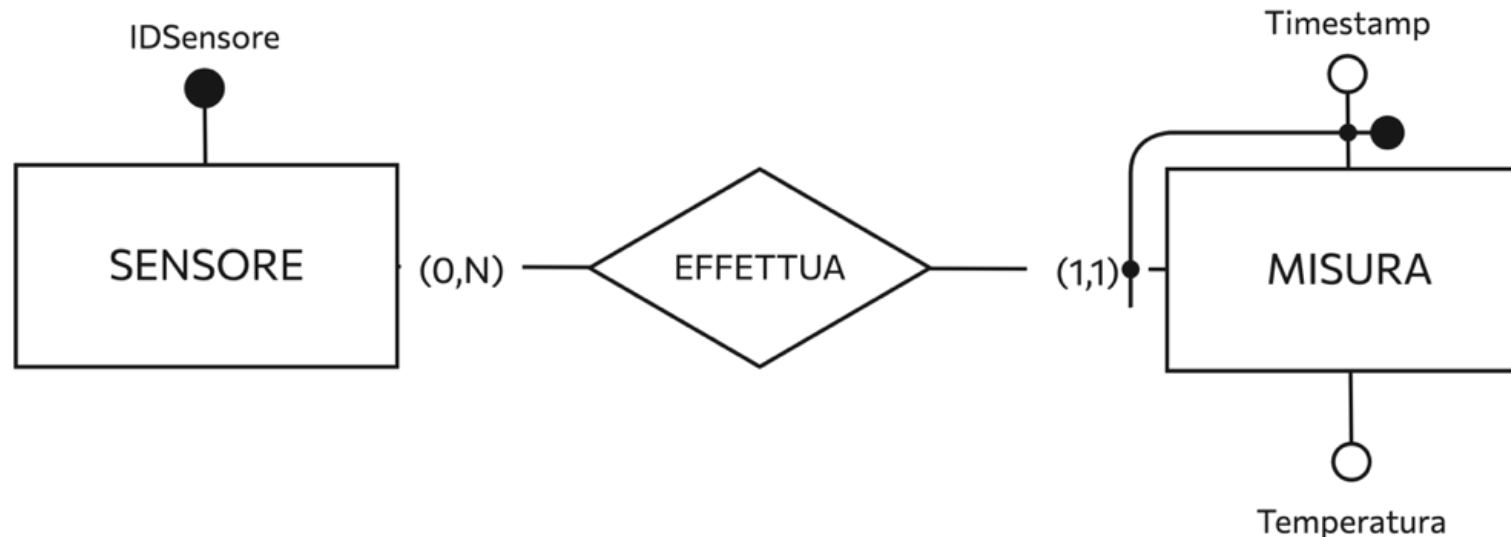 IDSensore
Timestamp
SENSORE
(0,N)
EFFETTUA
(1,1)
MISURA
Temperatura